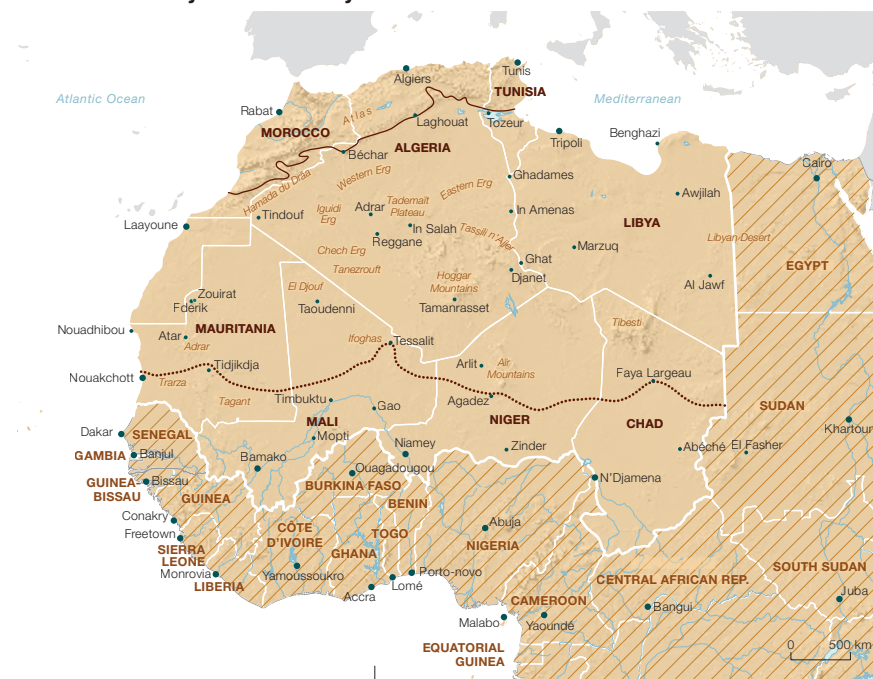 Algiers
Tunis
TUNISIA
Atlantic Ocean
Mediterranean
Rabat
Atlas
Laghouat
Tozeur
MOROCCO
Tripoli
Benghazi
ALGERIA
Béchar
Cairo
Western Erg
Ghadames
Hamada du Drâa
Eastern Erg
Awjilah
Tademaït
Plateau
Iguidi
Erg
Adrar
Tindouf
In Amenas
Laayoune
In Salah
LIBYA
Reggane
Tassili n'Ajjer
Libyan Desert
Chech Erg
Marzuq
Ghat
EGYPT
Tanezrouft
Djanet
Hoggar
Mountains
Al Jawf
El Djouf
Zouirat
Fderik
Taoudenni
Tamanrasset
Tibesti
Nouadhibou
MAURITANIA
Atar
Adrar
Ifoghas
Tessalit
Tidjikdja
Arlit
Aïr
Mountains
Faya Largeau
Nouakchott
Trarza
Tagant
Timbuktu
Gao
Agadez
SUDAN
MALI
NIGER
CHAD
Khartoum
Dakar
SENEGAL
Mopti
Niamey
Zinder
Abéché
El Fasher
GAMBIA
Banjul
Bamako
Ouagadougou
N'Djamena
GUINEA-
BISSAU
Bissau
GUINEA
BURKINA FASO
BENIN
Conakry
Freetown
CÔTE
D'IVOIRE
TOGO
Abuja
SIERRA
LEONE
GHANA
NIGERIA
Monrovia
LIBERIA
Yamoussoukro
Porto-novo
Lomé
Accra
SOUTH SUDAN
CENTRAL AFRICAN REP.
CAMEROON
Bangui
Juba
Malabo
Yaoundé
EQUATORIAL
GUINEA
0 500 km